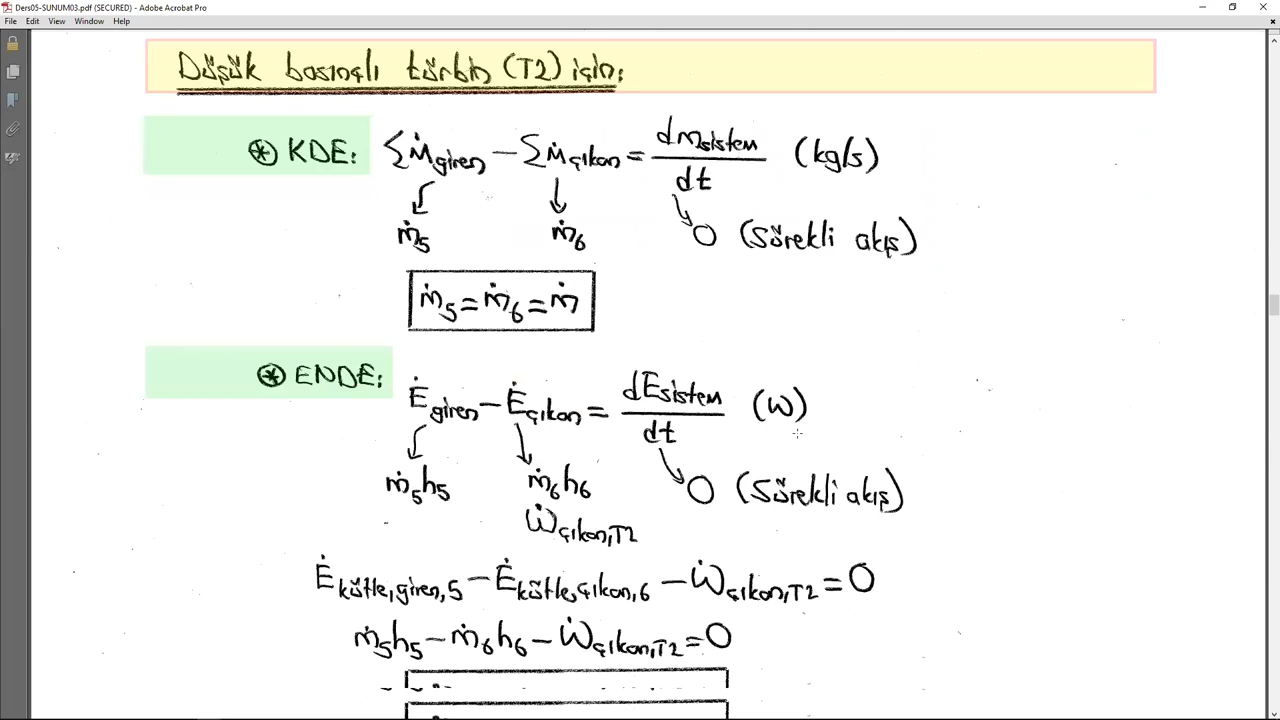 Ders05-SUNUM03.pdf (SECURED) - Adobe Acrobat Pro
File Edit View Window Help
Düşük basınçlı türbin (T2) için:
⊛ KDE: ∑ṁgiren − ∑ṁçıkan = dmsistem/dt (kg/s)
ṁ5 ṁ6 0 (sürekli akış)
ṁ5 = ṁ6 = ṁ
⊛ ENDE: Ėgiren − Ėçıkan = dEsistem/dt (W)
ṁ5h5 ṁ6h6 0 (sürekli akış)
Ẇçıkan,T2
Ėkütle,giren,5 − Ėkütle,çıkan,6 − Ẇçıkan,T2 = 0
ṁ5h5 − ṁ6h6 − Ẇçıkan,T2 = 0